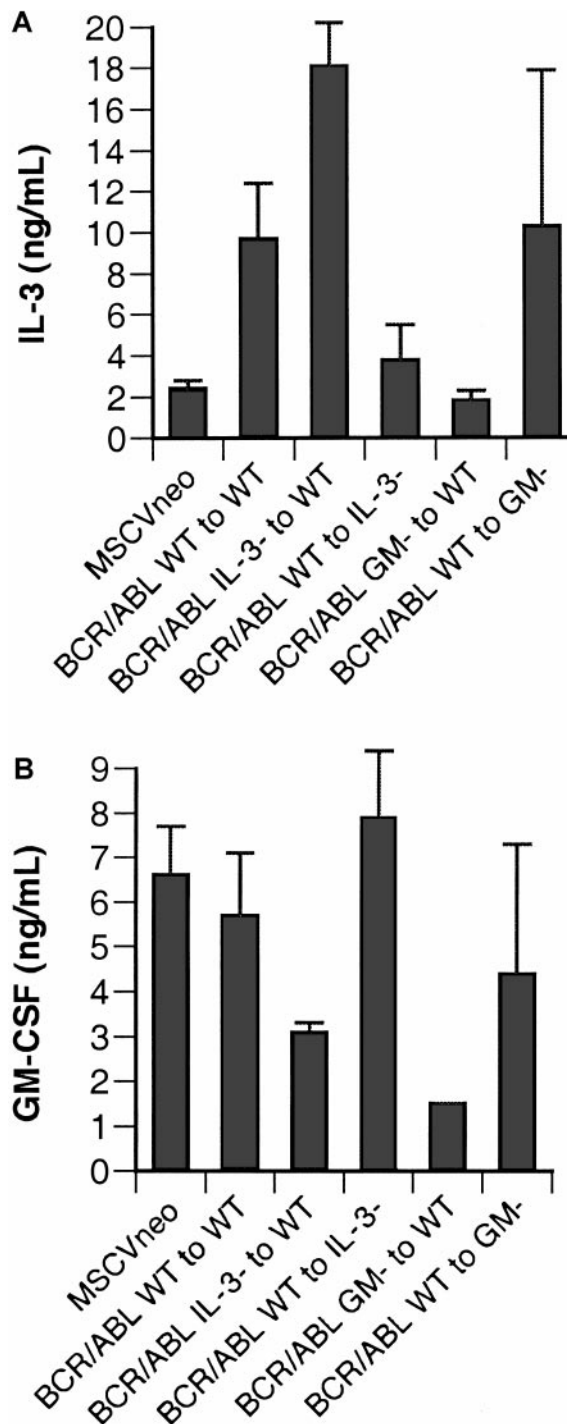 A
IL-3 (ng/mL)
20
18
16
14
12
10
8
6
4
2
0
MSCVneo
BCR/ABL WT to WT
BCR/ABL IL-3- to WT
BCR/ABL WT to IL-3-
BCR/ABL GM- to WT
BCR/ABL WT to GM-
B
GM-CSF (ng/mL)
9
8
7
6
5
4
3
2
1
0
MSCVneo
BCR/ABL WT to WT
BCR/ABL IL-3- to WT
BCR/ABL WT to IL-3-
BCR/ABL GM- to WT
BCR/ABL WT to GM-